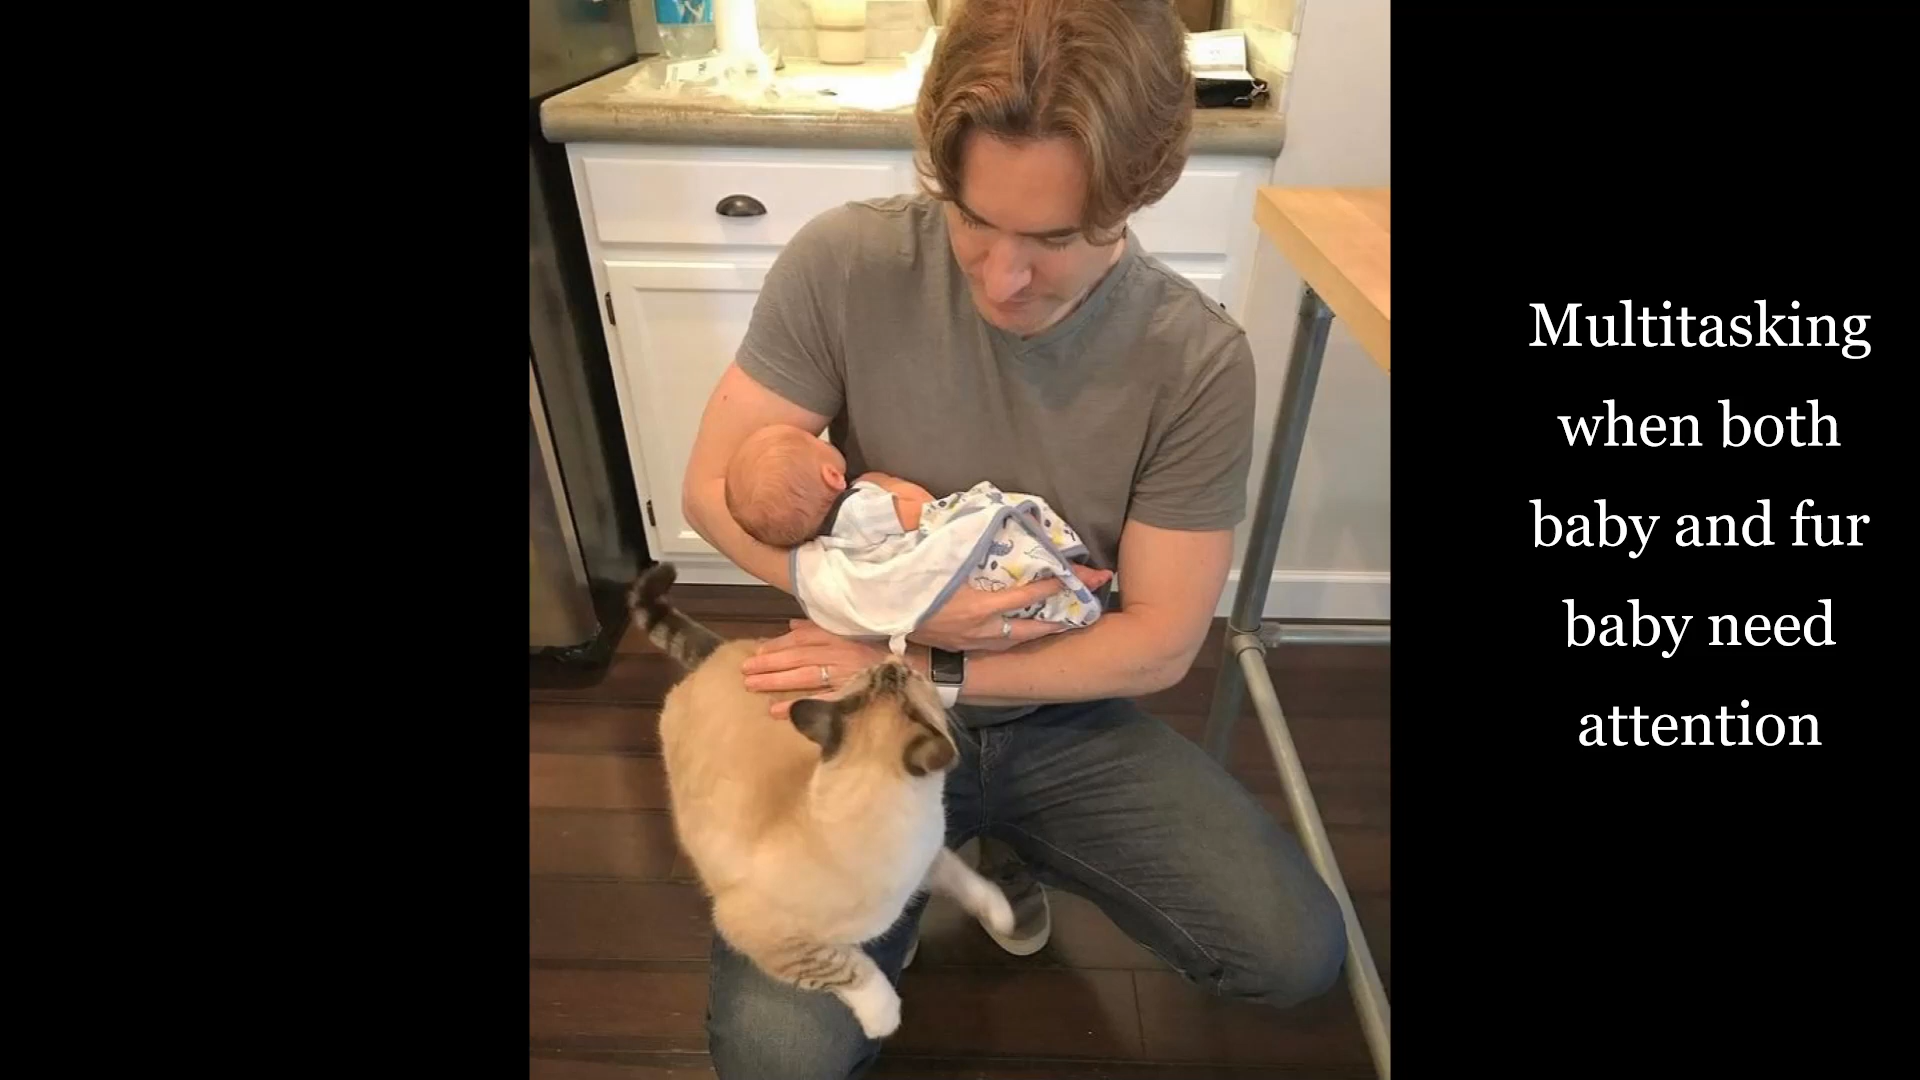 Multitasking
when both
baby and fur
baby need
attention